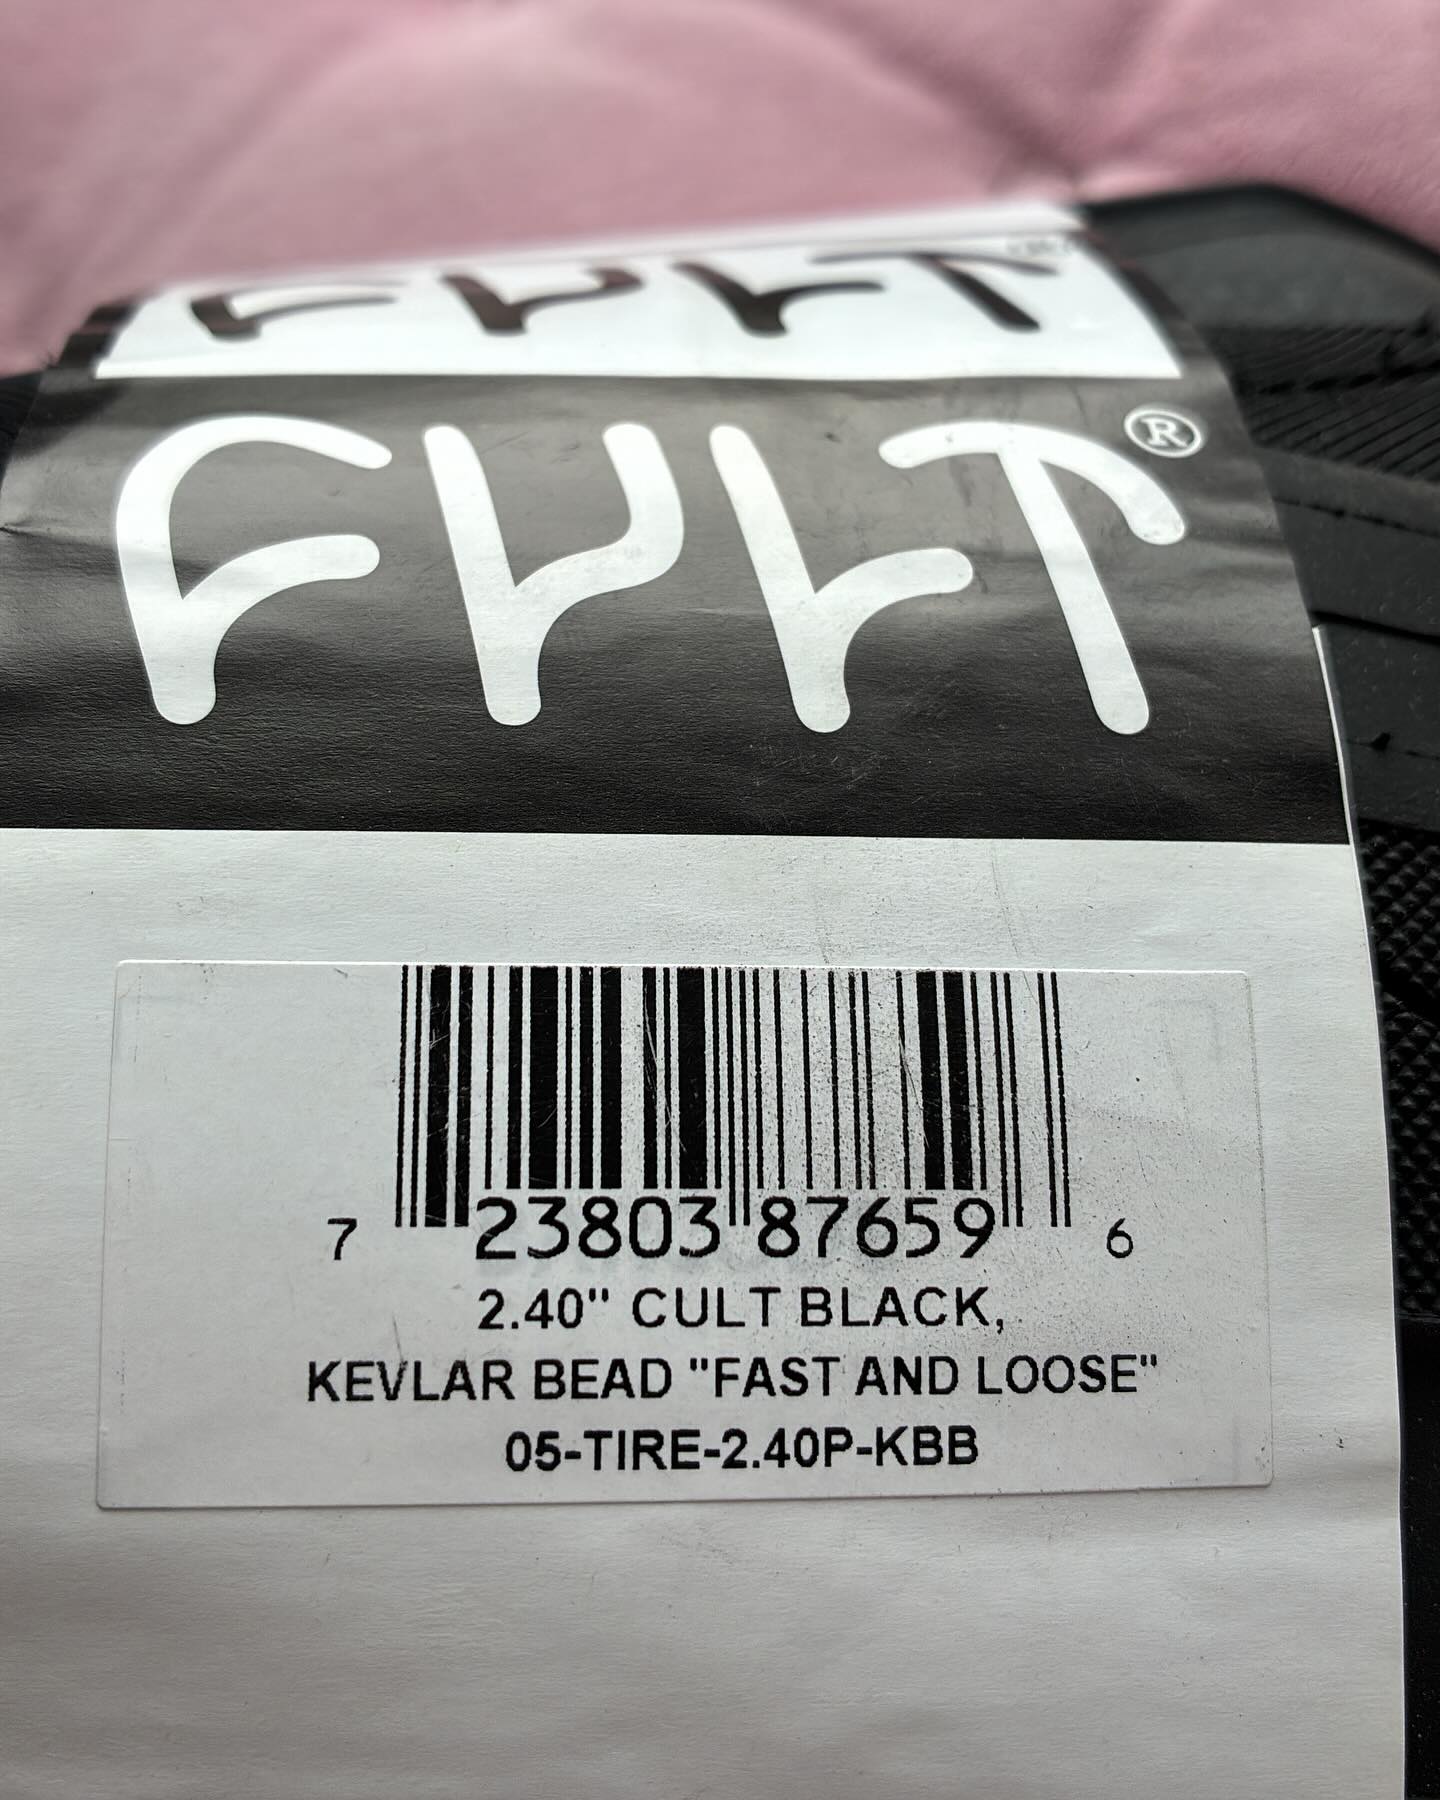 CULT
CULT®
7 23803 87659 6
2.40" CULT BLACK,
KEVLAR BEAD "FAST AND LOOSE"
05-TIRE-2.40P-KBB